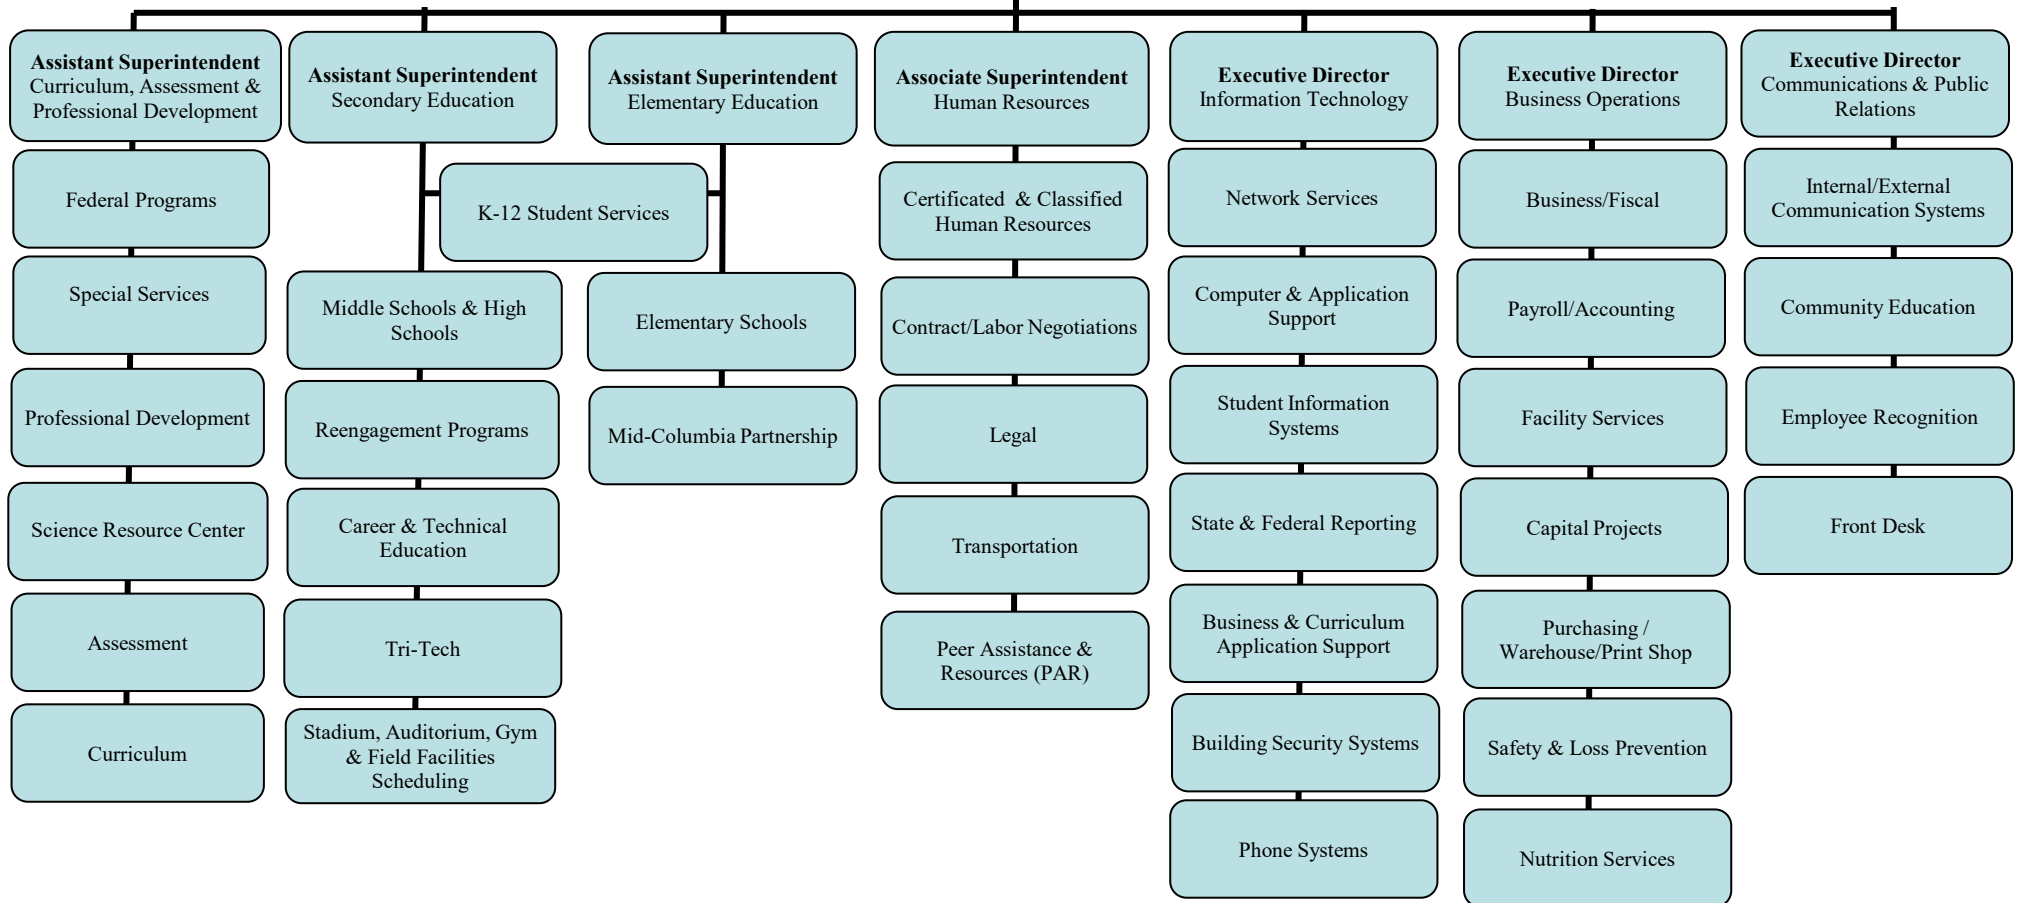 Assistant Superintendent
Curriculum, Assessment &
Professional Development
Federal Programs
Special Services
Professional Development
Science Resource Center
Assessment
Curriculum
Assistant Superintendent
Secondary Education
K-12 Student Services
Middle Schools & High
Schools
Reengagement Programs
Career & Technical
Education
Tri-Tech
Stadium, Auditorium, Gym
& Field Facilities
Scheduling
Assistant Superintendent
Elementary Education
Elementary Schools
Mid-Columbia Partnership
Associate Superintendent
Human Resources
Certificated & Classified
Human Resources
Contract/Labor Negotiations
Legal
Transportation
Peer Assistance &
Resources (PAR)
Executive Director
Information Technology
Network Services
Computer & Application
Support
Student Information
Systems
State & Federal Reporting
Business & Curriculum
Application Support
Building Security Systems
Phone Systems
Executive Director
Business Operations
Business/Fiscal
Payroll/Accounting
Facility Services
Capital Projects
Purchasing /
Warehouse/Print Shop
Safety & Loss Prevention
Nutrition Services
Executive Director
Communications & Public
Relations
Internal/External
Communication Systems
Community Education
Employee Recognition
Front Desk